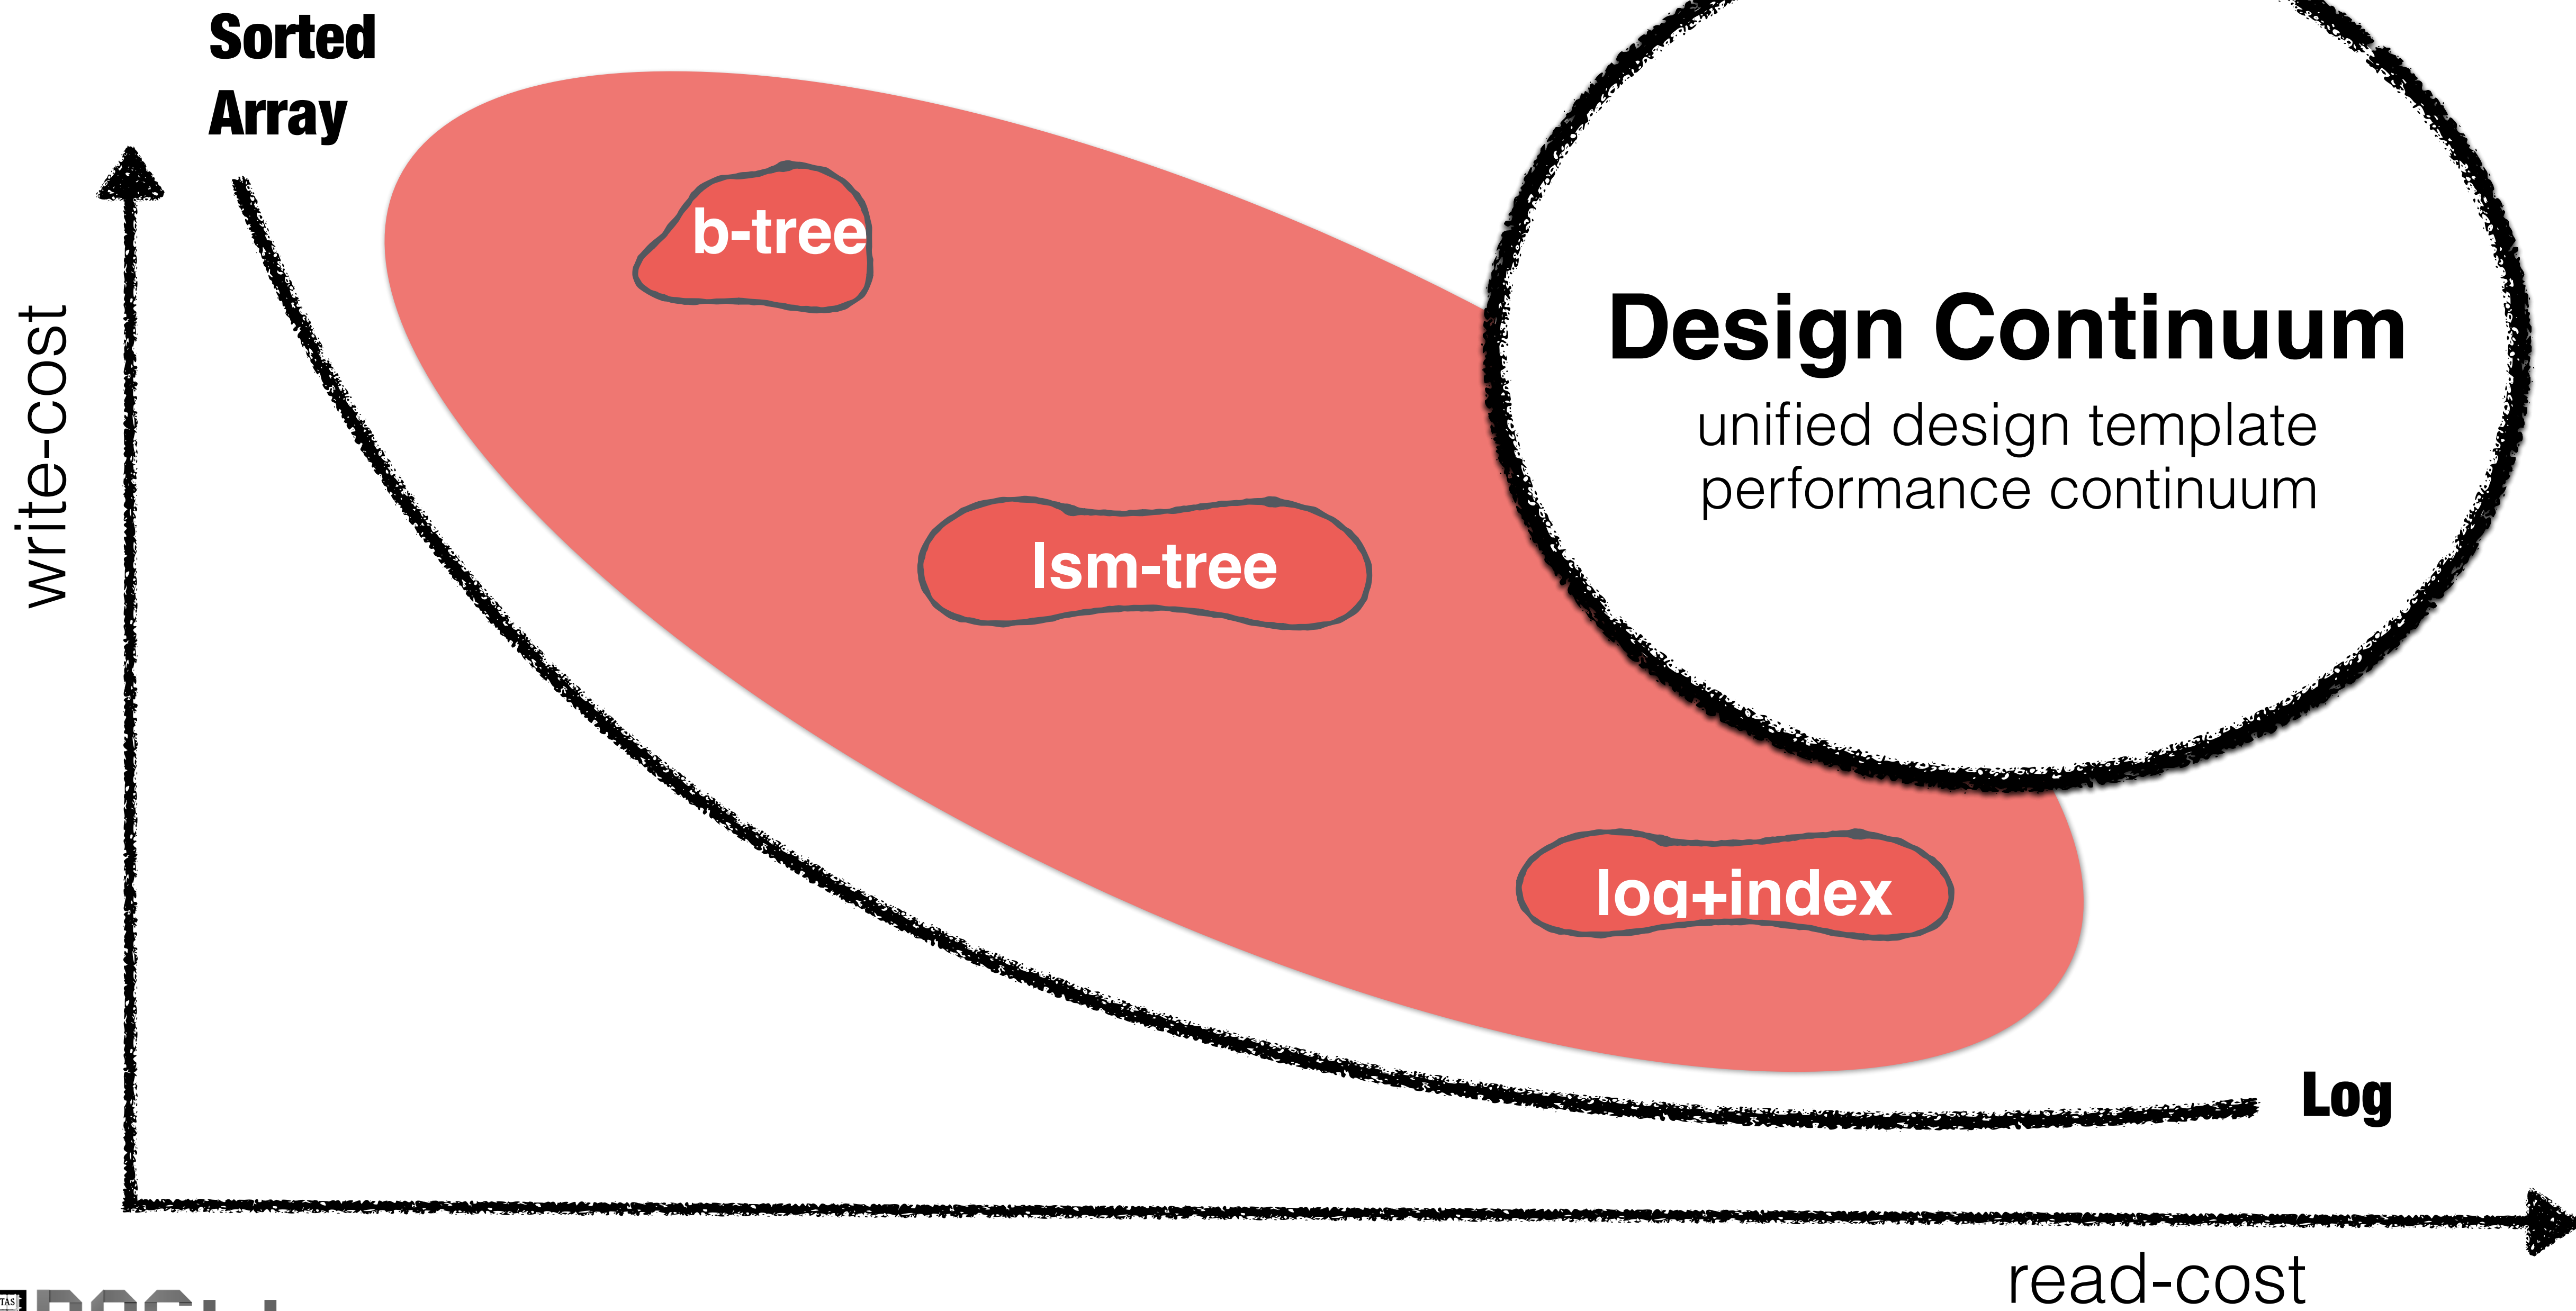 Sorted
Array
write-cost
b-tree
Design Continuum
unified design template
performance continuum
lsm-tree
log+index
Log
read-cost